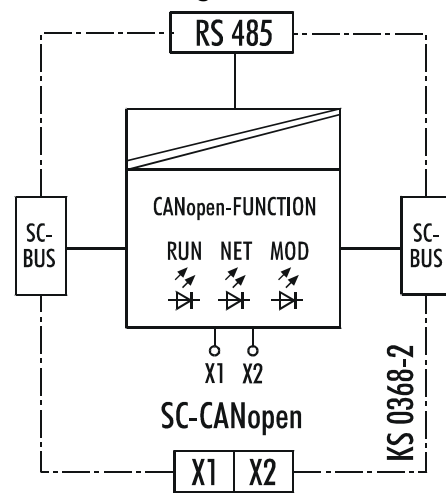 RS 485
CANopen-FUNCTION
SC-
BUS
RUN NET MOD
SC-
BUS
X1 X2
SC-CANopen
KS 0368-2
X1 X2